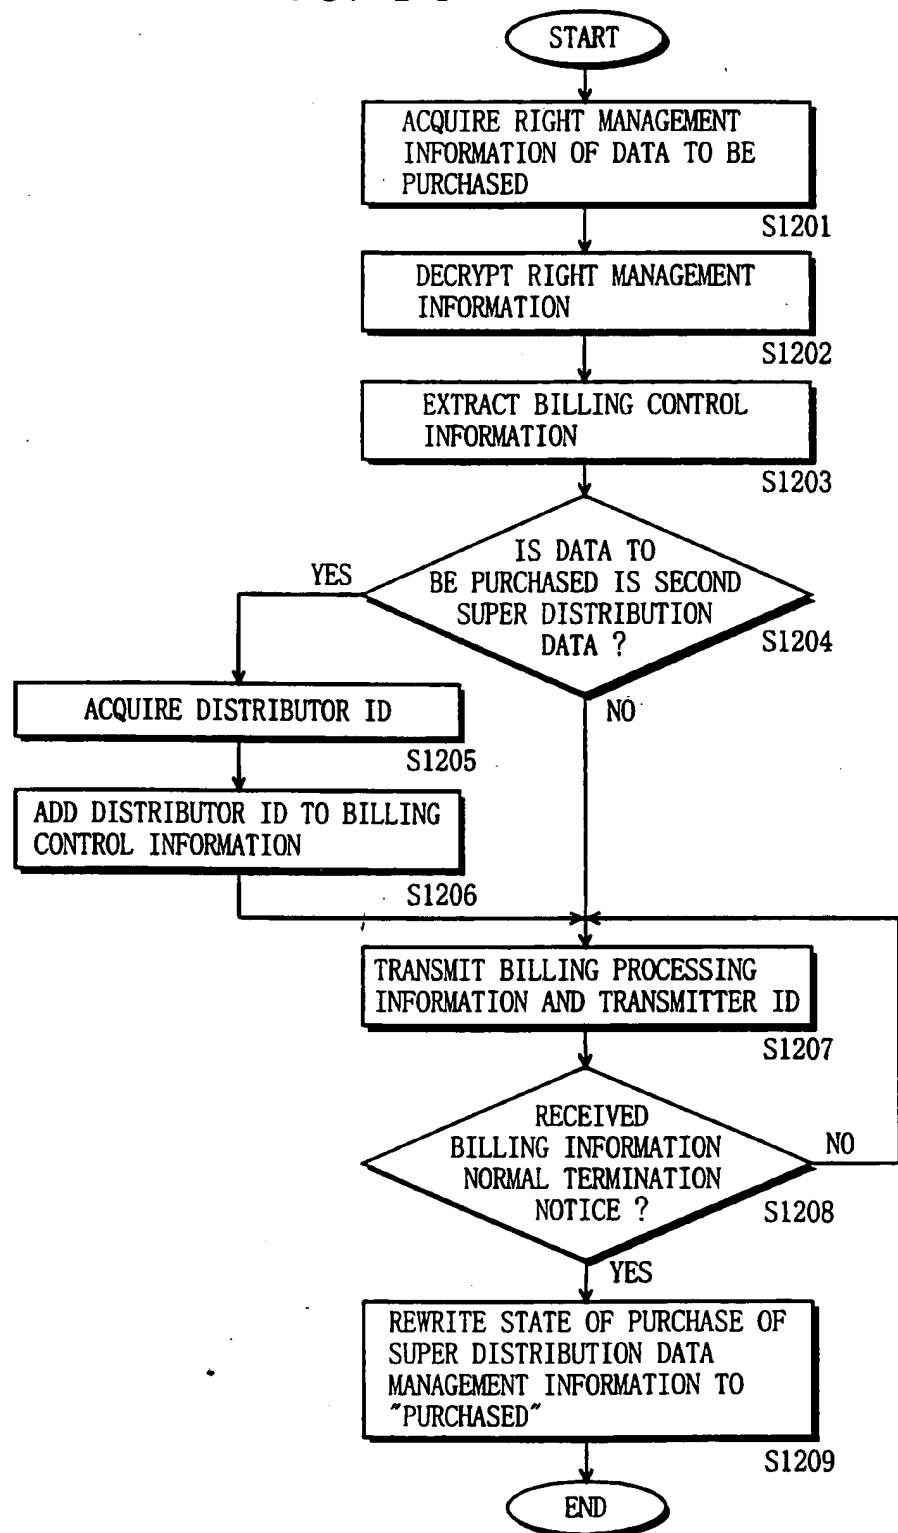 START
ACQUIRE RIGHT MANAGEMENT
INFORMATION OF DATA TO BE
PURCHASED
S1201
DECRYPT RIGHT MANAGEMENT
INFORMATION
S1202
EXTRACT BILLING CONTROL
INFORMATION
S1203
IS DATA TO
BE PURCHASED IS SECOND
SUPER DISTRIBUTION
DATA ?
S1204
YES
NO
ACQUIRE DISTRIBUTOR ID
S1205
ADD DISTRIBUTOR ID TO BILLING
CONTROL INFORMATION
S1206
TRANSMIT BILLING PROCESSING
INFORMATION AND TRANSMITTER ID
S1207
RECEIVED
BILLING INFORMATION
NORMAL TERMINATION
NOTICE ?
S1208
NO
YES
REWRITE STATE OF PURCHASE OF
SUPER DISTRIBUTION DATA
MANAGEMENT INFORMATION TO
"PURCHASED"
S1209
END